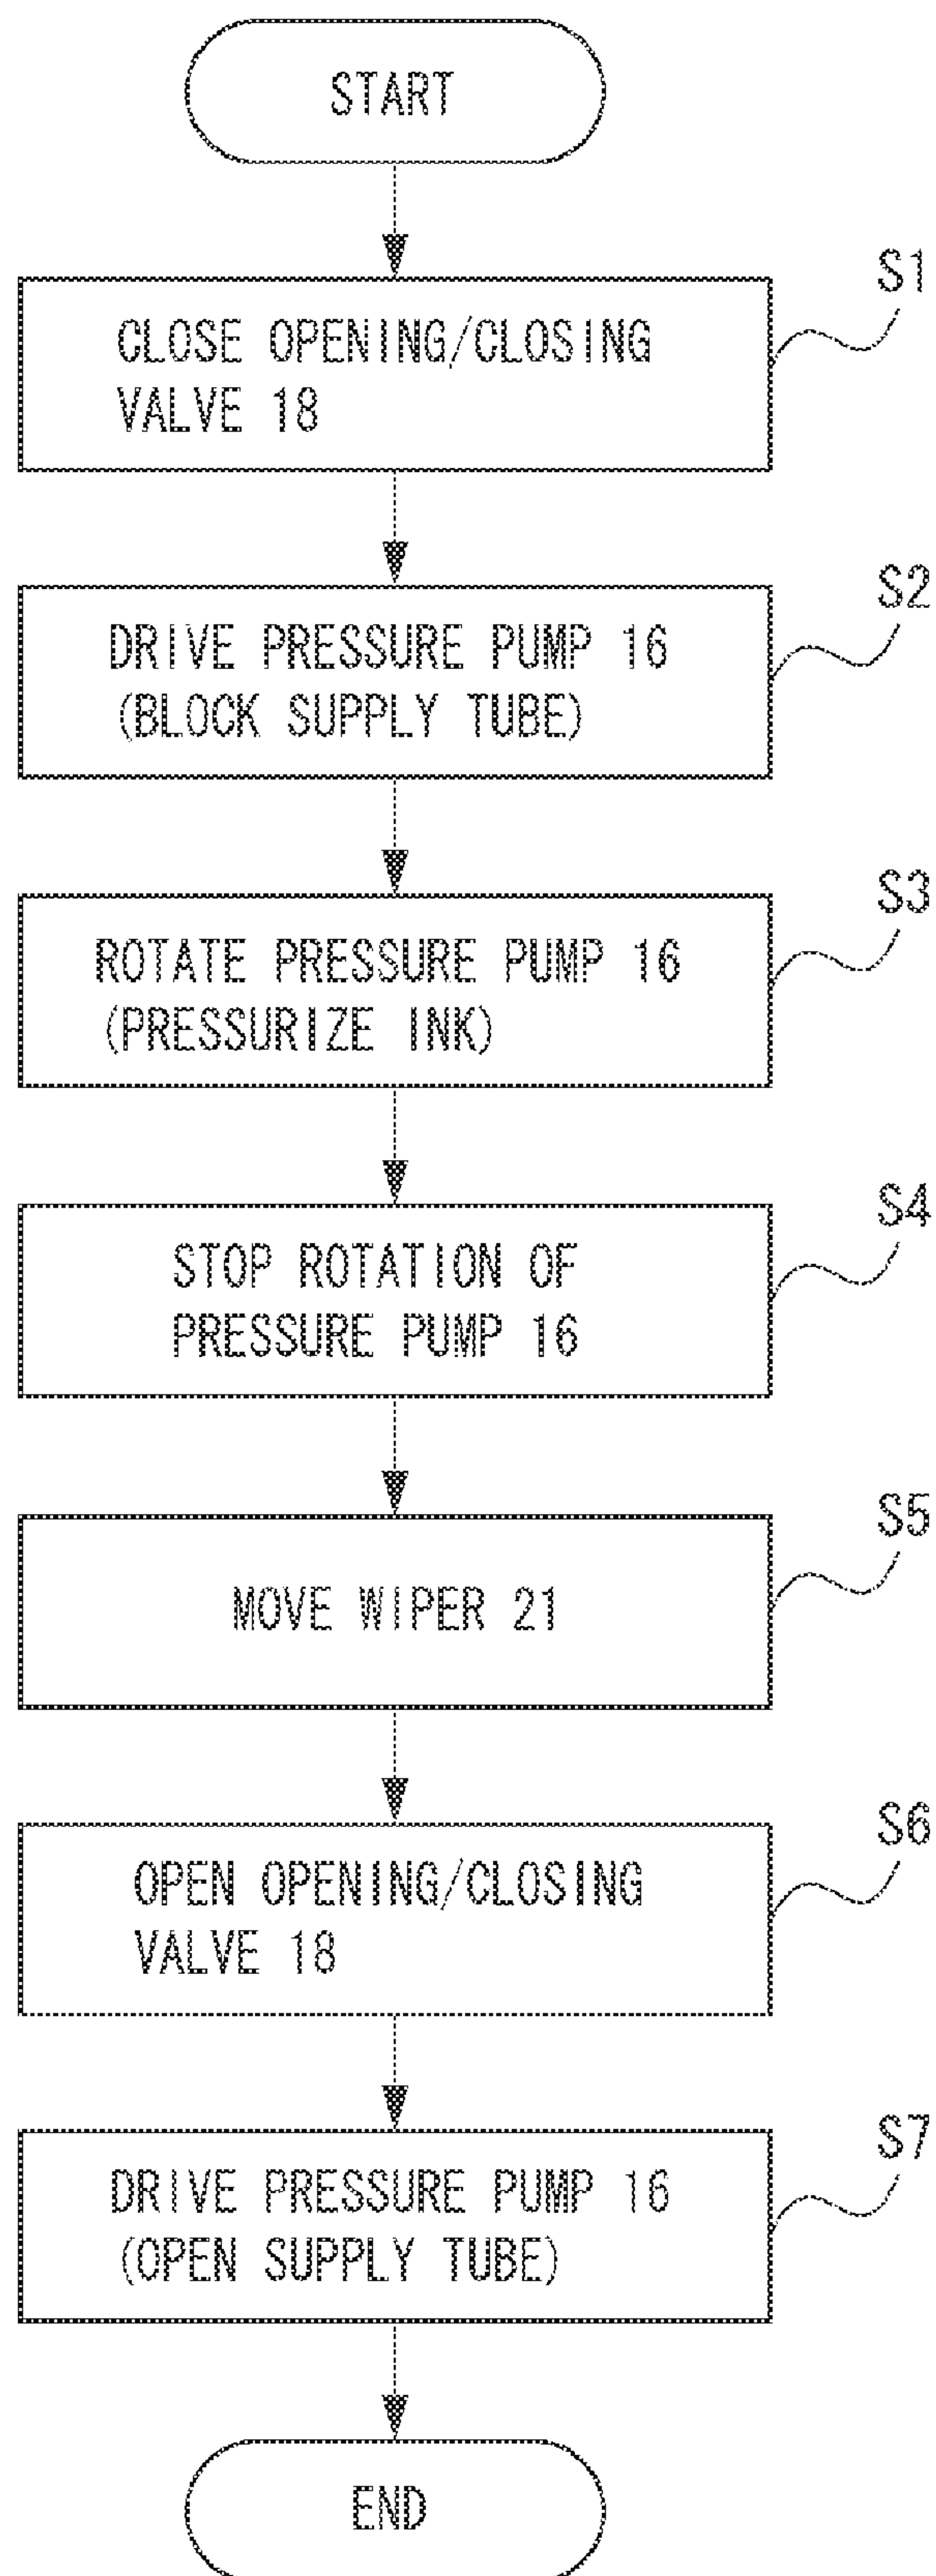 START
S1
CLOSE OPENING/CLOSING
VALVE 18
S2
DRIVE PRESSURE PUMP 16
(BLOCK SUPPLY TUBE)
S3
ROTATE PRESSURE PUMP 16
(PRESSURIZE INK)
S4
STOP ROTATION OF
PRESSURE PUMP 16
S5
MOVE WIPER 21
S6
OPEN OPENING/CLOSING
VALVE 18
S7
DRIVE PRESSURE PUMP 16
(OPEN SUPPLY TUBE)
END